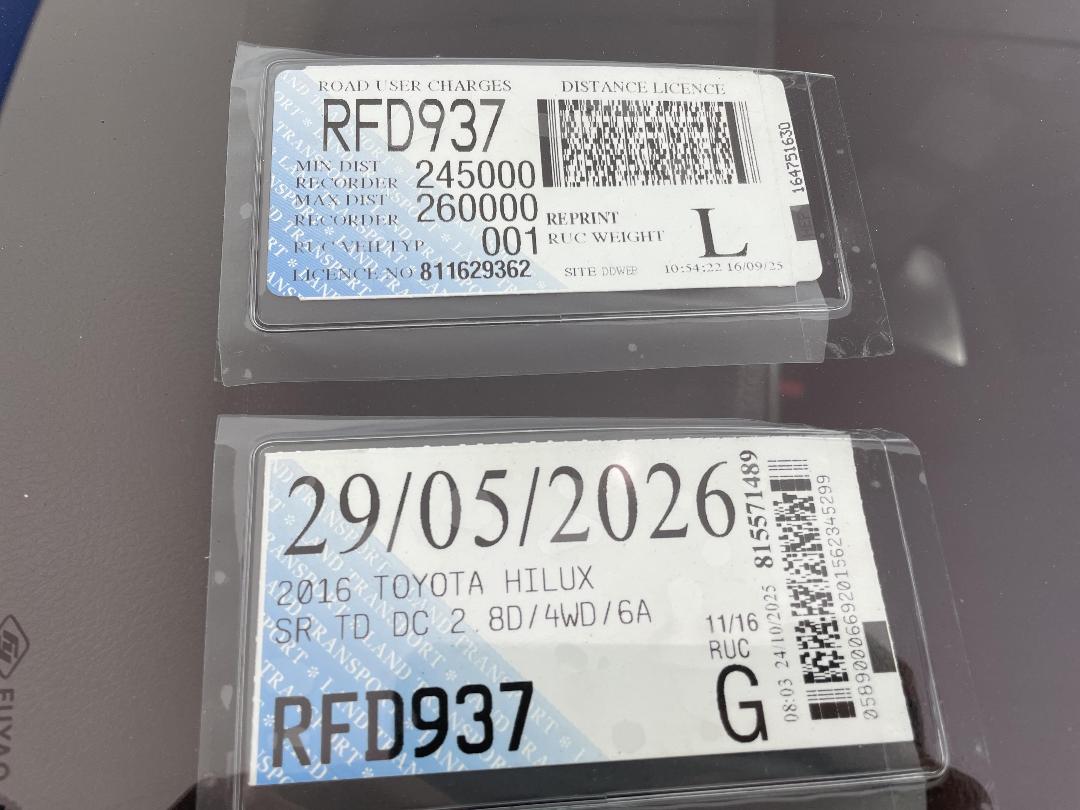 ROAD USER CHARGES
DISTANCE LICENCE
RFD937
MIN DIST
RECORDER 245000
MAX DIST
RECORDER 260000
RUC VEH/TYP 001
LICENCE NO 811629362
REPRINT
RUC WEIGHT L
SITE DDWEB 10:54:22 16/09/25
164751630
29/05/2026
2016 TOYOTA HILUX
SR TD DC 2.8D/4WD/6A
11/16
RUC
G
RFD937
815571489
08:03 24/10/2025
FUYAO